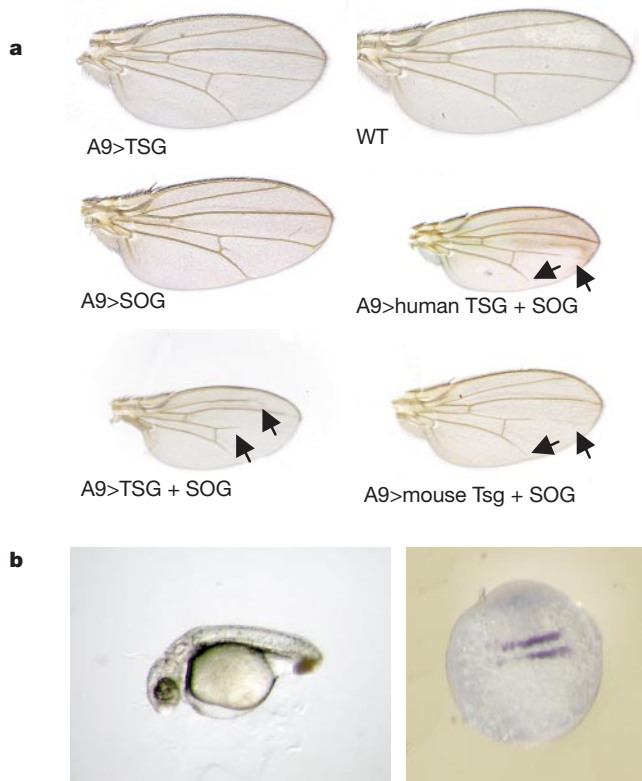 a
A9>TSG
WT
A9>SOG
A9>human TSG + SOG
A9>TSG + SOG
A9>mouse Tsg + SOG
b